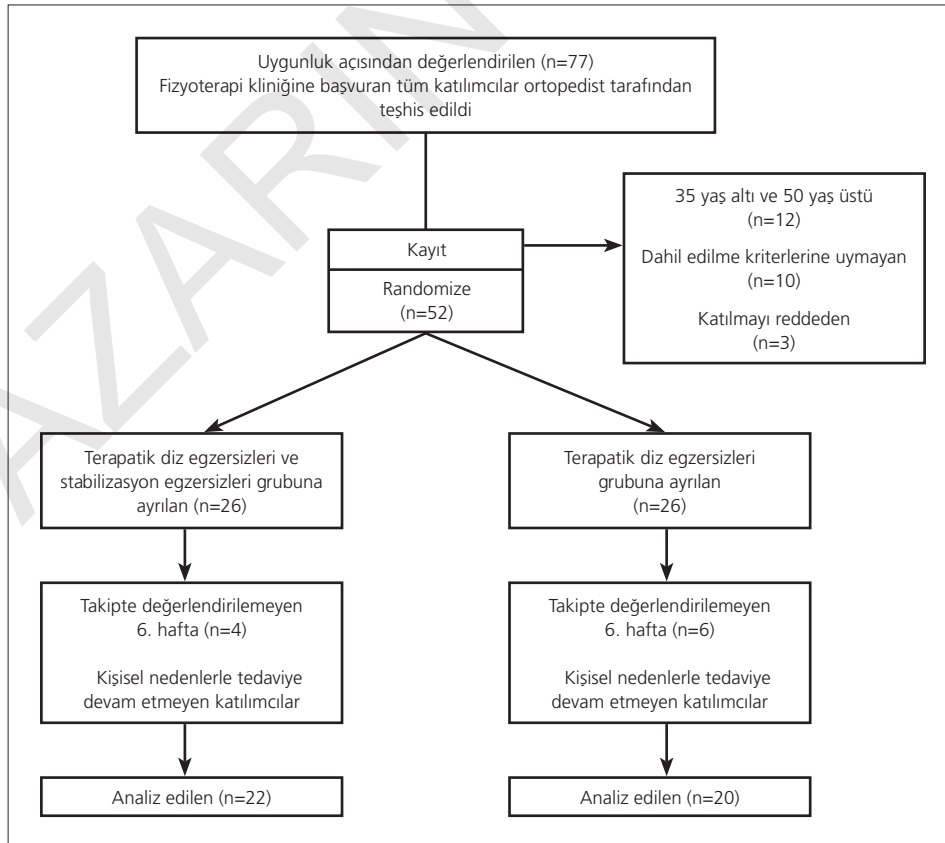 Uygunluk açısından değerlendirilen (n=77)
Fizyoterapi kliniğine başvuran tüm katılımcılar ortopedist tarafından
teşhis edildi
35 yaş altı ve 50 yaş üstü
(n=12)
Dahil edilme kriterlerine uymayan
(n=10)
Katılmayı reddeden
(n=3)
Kayıt
Randomize
(n=52)
Terapatik diz egzersizleri ve
stabilizasyon egzersizleri grubuna
ayrılan (n=26)
Terapatik diz egzersizleri
grubuna ayrılan
(n=26)
Takipte değerlendirilemeyen
6. hafta (n=4)
Kişisel nedenlerle tedaviye
devam etmeyen katılımcılar
Takipte değerlendirilemeyen
6. hafta (n=6)
Kişisel nedenlerle tedaviye
devam etmeyen katılımcılar
Analiz edilen (n=22)
Analiz edilen (n=20)
AZARIN